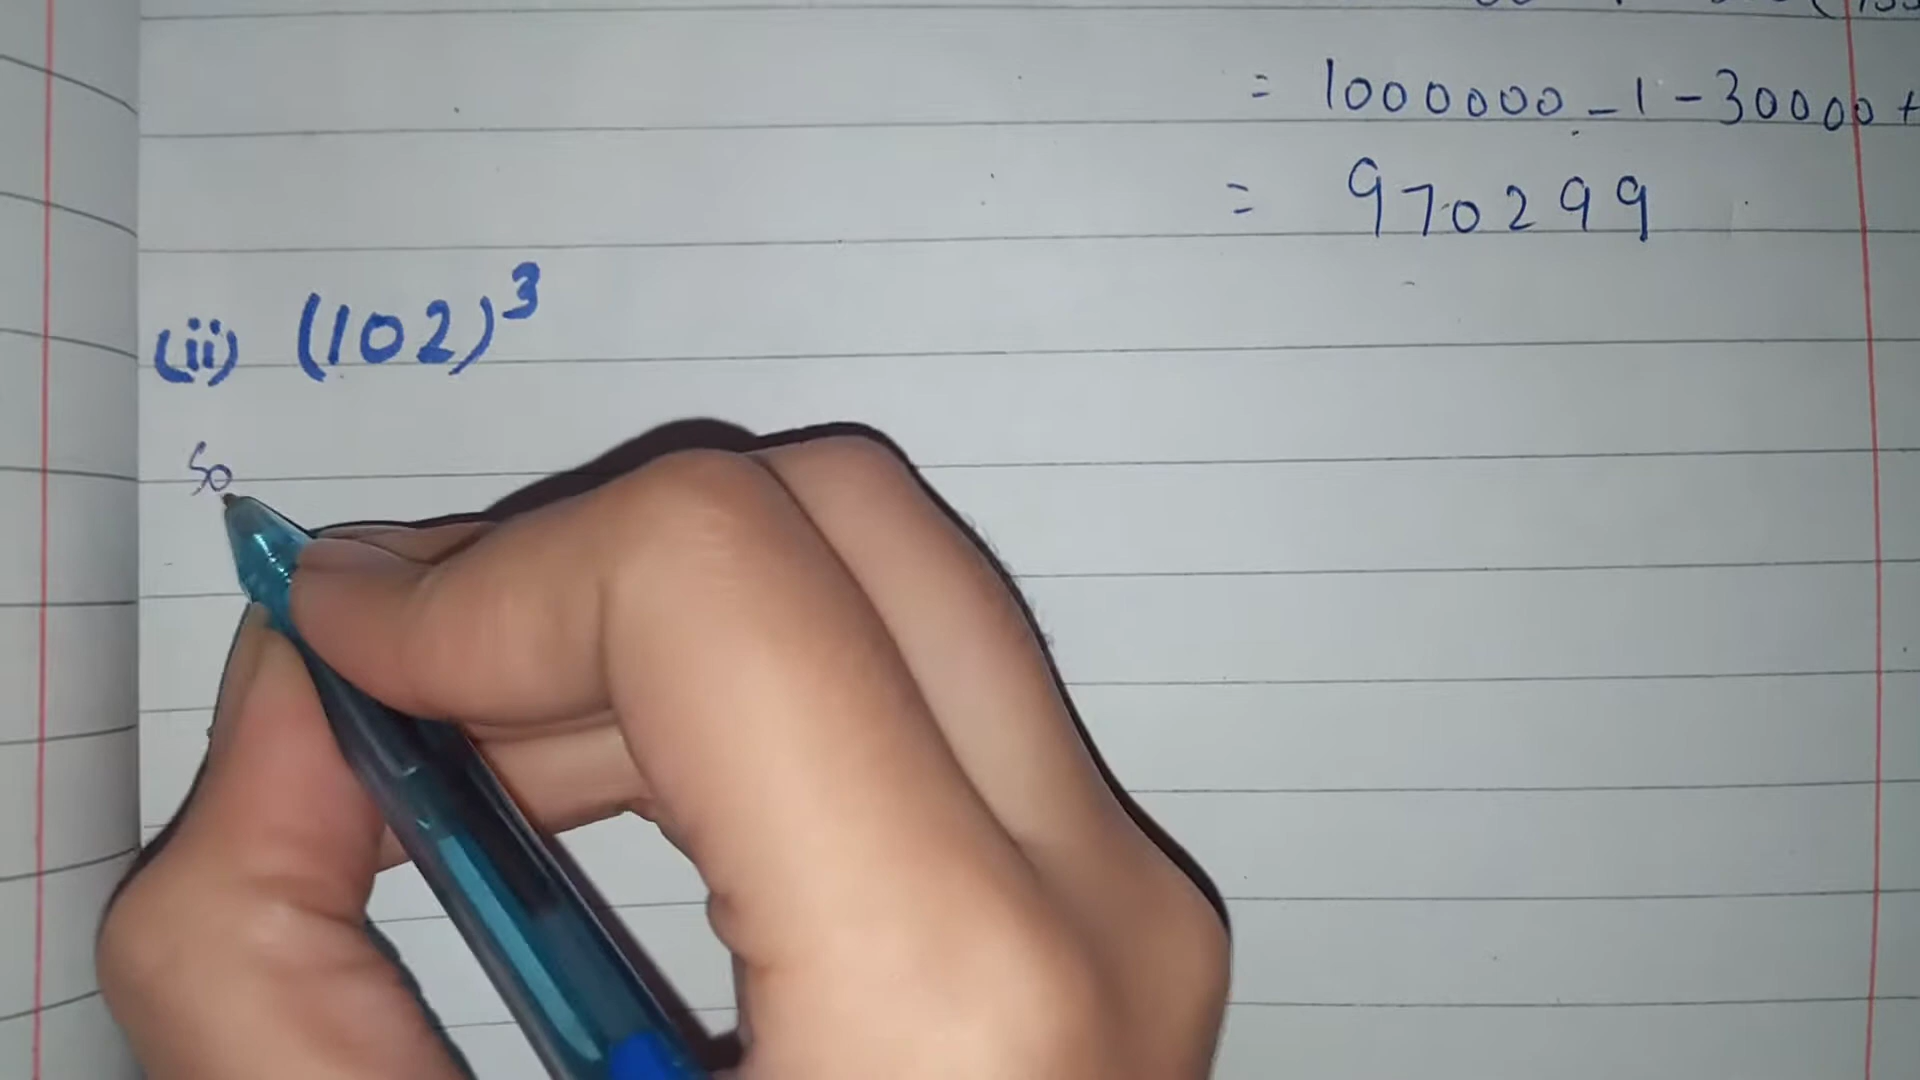 = 1000000 - 1 - 30000 +
= 970299
(ii) (102)³
So